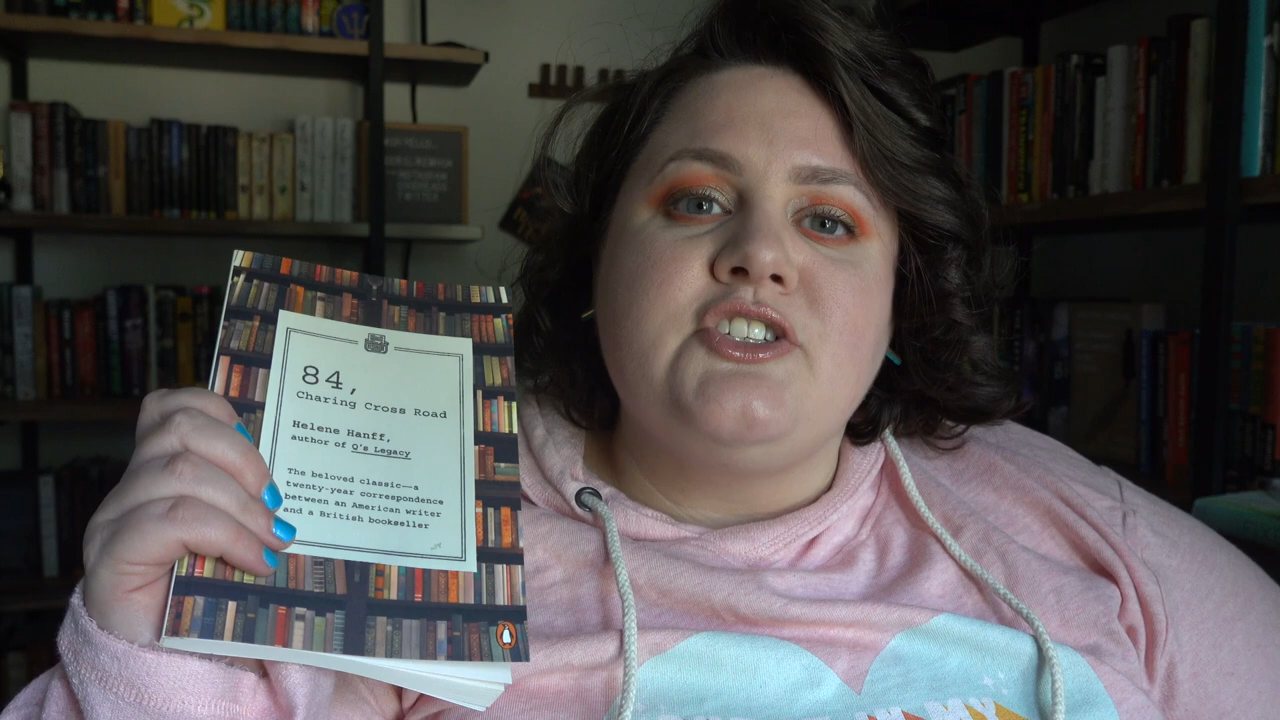 84,
Charing Cross Road
Helene Hanff,
author of Q's Legacy
The beloved classic—a
twenty-year correspondence
between an American writer
and a British bookseller